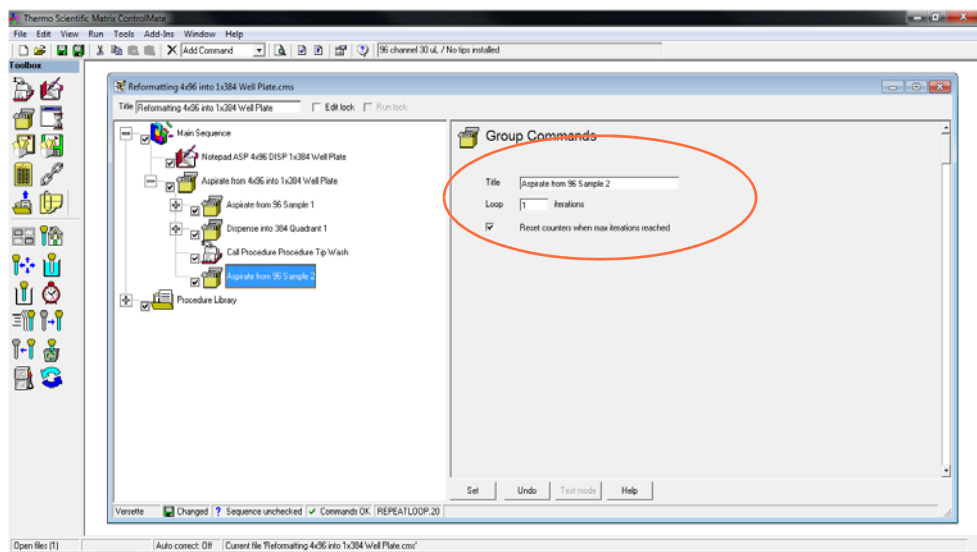 Thermo Scientific Matrix ControlMate
File Edit View Run Tools Add-Ins Window Help
Add Command
96 channel 30 uL / No tips installed
Toolbox
Reformatting 4x96 into 1x384 Well Plate.cms
Title Reformatting 4x96 into 1x384 Well Plate Edit lock Run lock
Main Sequence
Notepad ASP 4x96 DISP 1x384 Well Plate
Aspirate from 4x96 into 1x384 Well Plate
Aspirate from 96 Sample 1
Dispense into 384 Quadrant 1
Call Procedure Procedure Tip Wash
Aspirate from 96 Sample 2
Procedure Library
Group Commands
Title Aspirate from 96 Sample 2
Loop 1 iterations
Reset counters when max iterations reached
Set Undo Test mode Help
Versette Changed ? Sequence unchecked Commands OK REPEATLOOP.20
Open files (1) Auto correct: Off Current file 'Reformatting 4x96 into 1x384 Well Plate.cms'